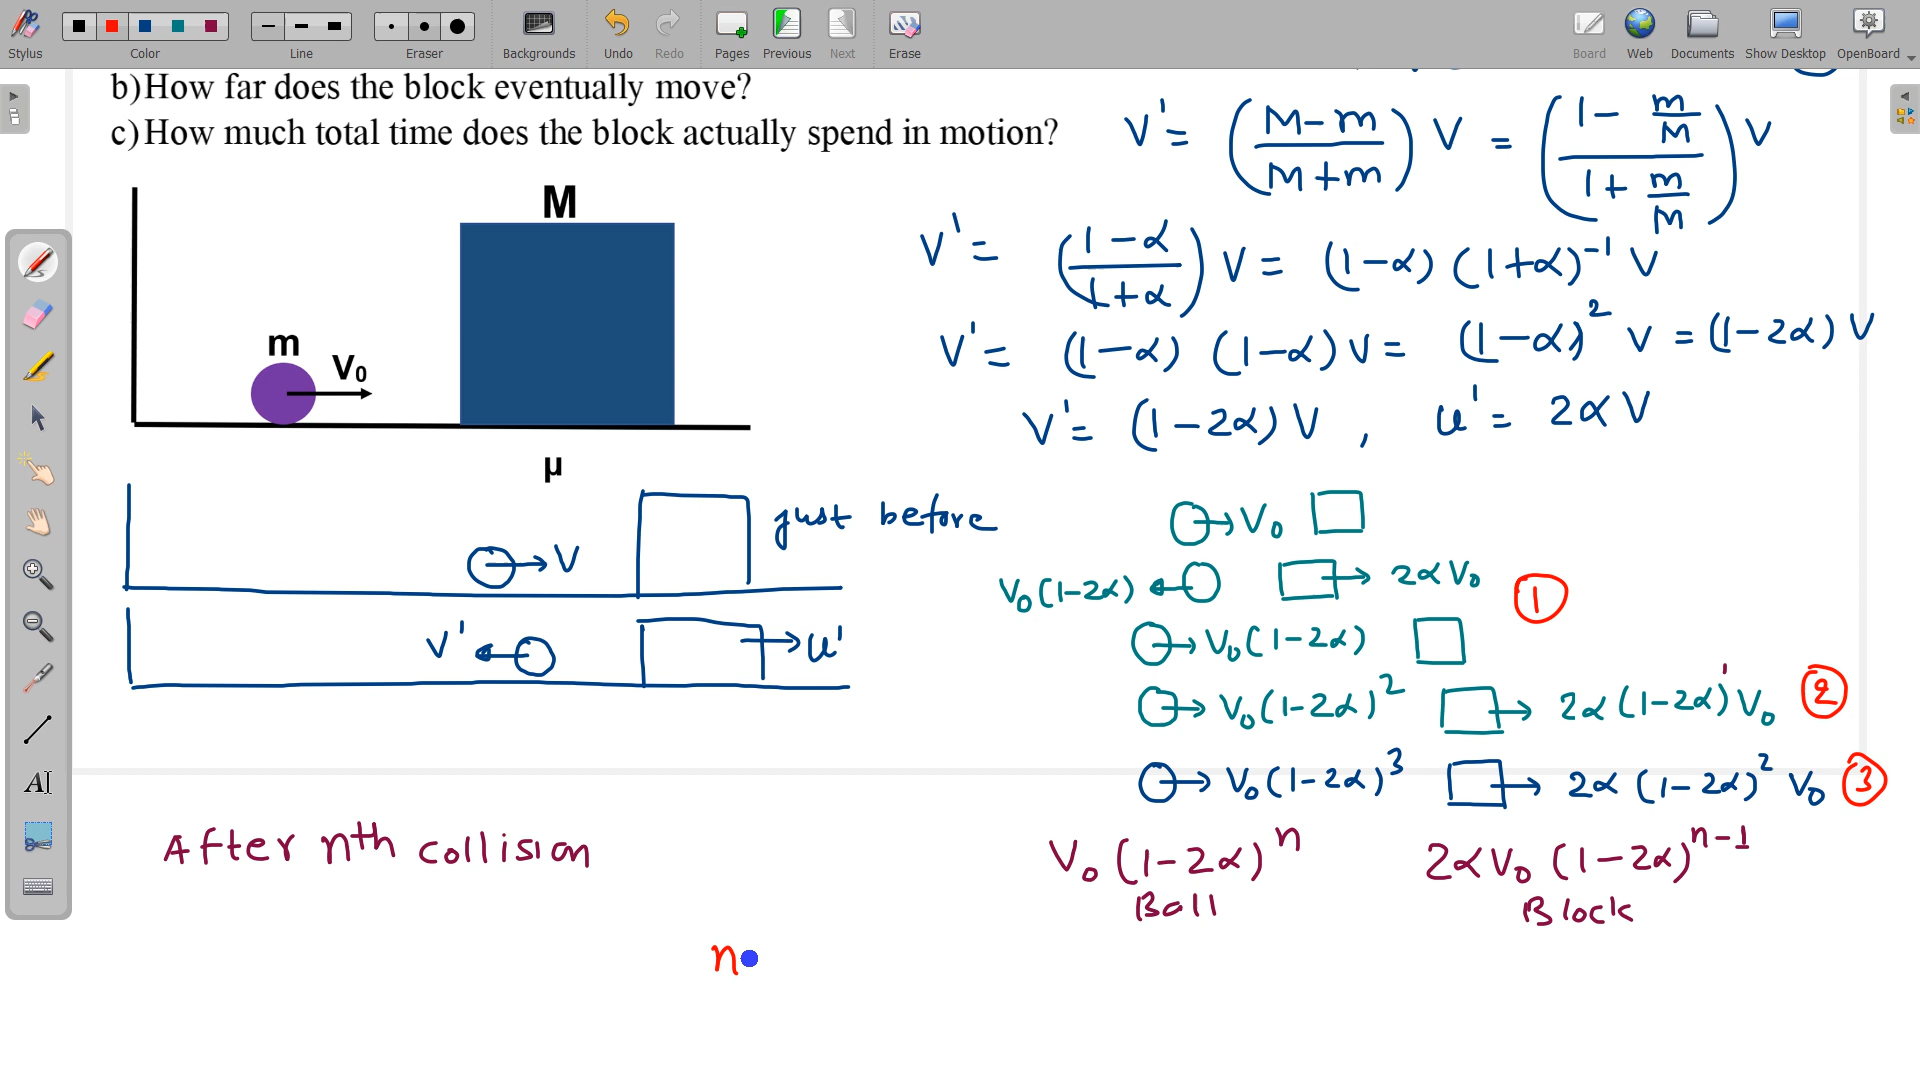 Stylus Color Line Eraser Backgrounds Undo Redo Pages Previous Next Erase Board Web Documents Show Desktop OpenBoard
b)How far does the block eventually move?
c)How much total time does the block actually spend in motion?
M
m
V₀
μ
just before
V
V' u'
V' = ((M-m)/(M+m)) V = ((1 - m/M)/(1 + m/M)) V
V' = ((1-α)/(1+α)) V = (1-α) (1+α)⁻¹ V
V' = (1-α) (1-α) V = (1-α)² V = (1-2α) V
V' = (1-2α) V , u' = 2α V
V₀
V₀(1-2α) 2αV₀ 1
V₀(1-2α)
V₀(1-2α)² 2α(1-2α)¹V₀ 2
V₀(1-2α)³ 2α(1-2α)² V₀ 3
After nth collision V₀(1-2α)ⁿ 2αV₀(1-2α)ⁿ⁻¹
Ball Block
n